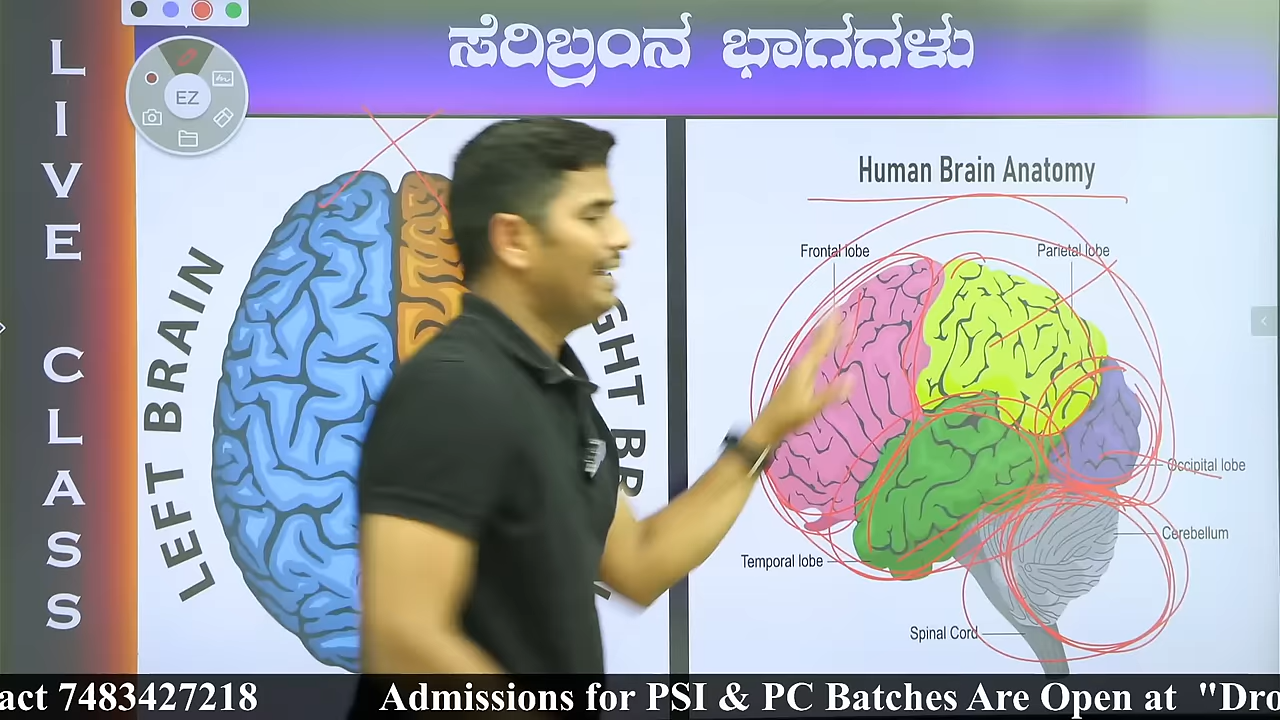 LIVE CLASS
EZ
ಸೆರಿಬ್ರಂನ ಭಾಗಗಳು
LEFT BRAIN
Human Brain Anatomy
Frontal lobe
Parietal lobe
Occipital lobe
Cerebellum
Temporal lobe
Spinal Cord
act 7483427218 Admissions for PSI & PC Batches Are Open at "Dro